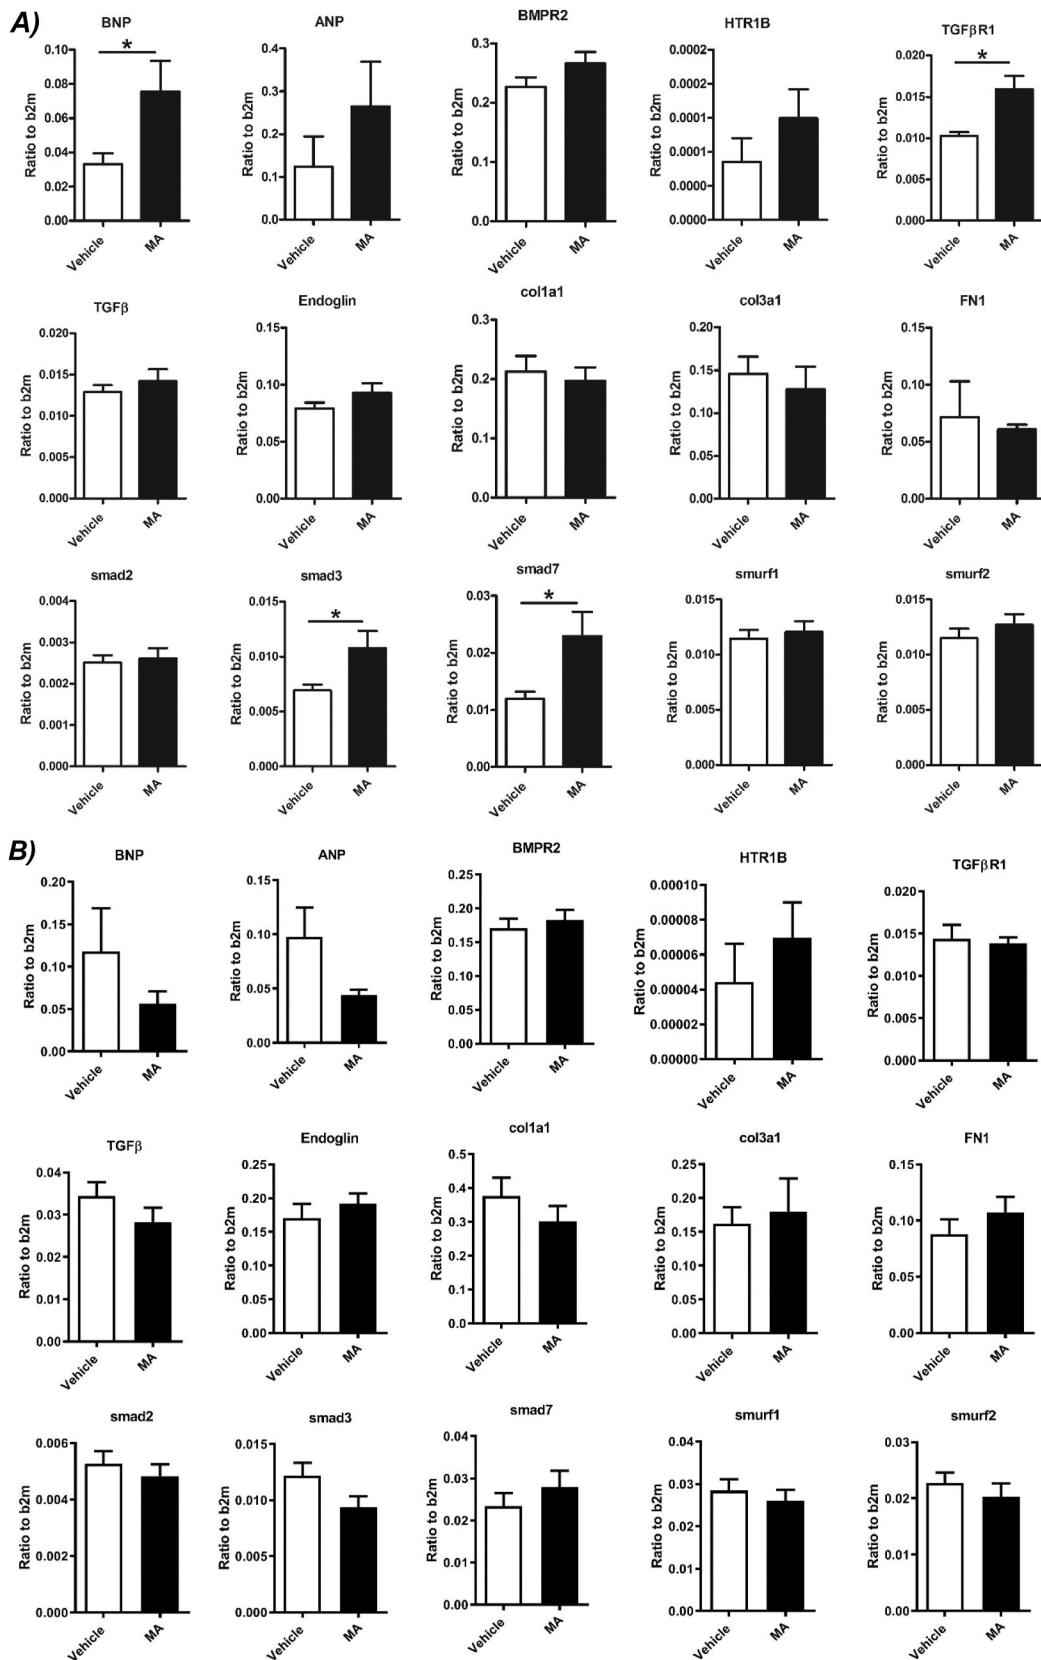 A)
BNP
*
Ratio to b2m
0.10
0.08
0.06
0.04
0.02
0.00
Vehicle
MA
ANP
Ratio to b2m
0.4
0.3
0.2
0.1
0.0
Vehicle
MA
BMPR2
Ratio to b2m
0.3
0.2
0.1
0.0
Vehicle
MA
HTR1B
Ratio to b2m
0.0002
0.0002
0.0001
0.0001
0.0000
0.0000
Vehicle
MA
TGFβR1
*
Ratio to b2m
0.020
0.015
0.010
0.005
0.000
Vehicle
MA
TGFβ
Ratio to b2m
0.020
0.015
0.010
0.005
0.000
Vehicle
MA
Endoglin
Ratio to b2m
0.15
0.10
0.05
0.00
Vehicle
MA
col1a1
Ratio to b2m
0.3
0.2
0.1
0.0
Vehicle
MA
col3a1
Ratio to b2m
0.20
0.15
0.10
0.05
0.00
Vehicle
MA
FN1
Ratio to b2m
0.15
0.10
0.05
0.00
Vehicle
MA
smad2
Ratio to b2m
0.004
0.003
0.002
0.001
0.000
Vehicle
MA
smad3
*
Ratio to b2m
0.015
0.010
0.005
0.000
Vehicle
MA
smad7
*
Ratio to b2m
0.03
0.02
0.01
0.00
Vehicle
MA
smurf1
Ratio to b2m
0.015
0.010
0.005
0.000
Vehicle
MA
smurf2
Ratio to b2m
0.015
0.010
0.005
0.000
Vehicle
MA
B)
BNP
Ratio to b2m
0.20
0.15
0.10
0.05
0.00
Vehicle
MA
ANP
Ratio to b2m
0.15
0.10
0.05
0.00
Vehicle
MA
BMPR2
Ratio to b2m
0.25
0.20
0.15
0.10
0.05
0.00
Vehicle
MA
HTR1B
Ratio to b2m
0.00010
0.00008
0.00006
0.00004
0.00002
0.00000
Vehicle
MA
TGFβR1
Ratio to b2m
0.020
0.015
0.010
0.005
0.000
Vehicle
MA
TGFβ
Ratio to b2m
0.04
0.03
0.02
0.01
0.00
Vehicle
MA
Endoglin
Ratio to b2m
0.25
0.20
0.15
0.10
0.05
0.00
Vehicle
MA
col1a1
Ratio to b2m
0.5
0.4
0.3
0.2
0.1
0.0
Vehicle
MA
col3a1
Ratio to b2m
0.25
0.20
0.15
0.10
0.05
0.00
Vehicle
MA
FN1
Ratio to b2m
0.15
0.10
0.05
0.00
Vehicle
MA
smad2
Ratio to b2m
0.006
0.004
0.002
0.000
Vehicle
MA
smad3
Ratio to b2m
0.015
0.010
0.005
0.000
Vehicle
MA
smad7
Ratio to b2m
0.04
0.03
0.02
0.01
0.00
Vehicle
MA
smurf1
Ratio to b2m
0.04
0.03
0.02
0.01
0.00
Vehicle
MA
smurf2
Ratio to b2m
0.03
0.02
0.01
0.00
Vehicle
MA